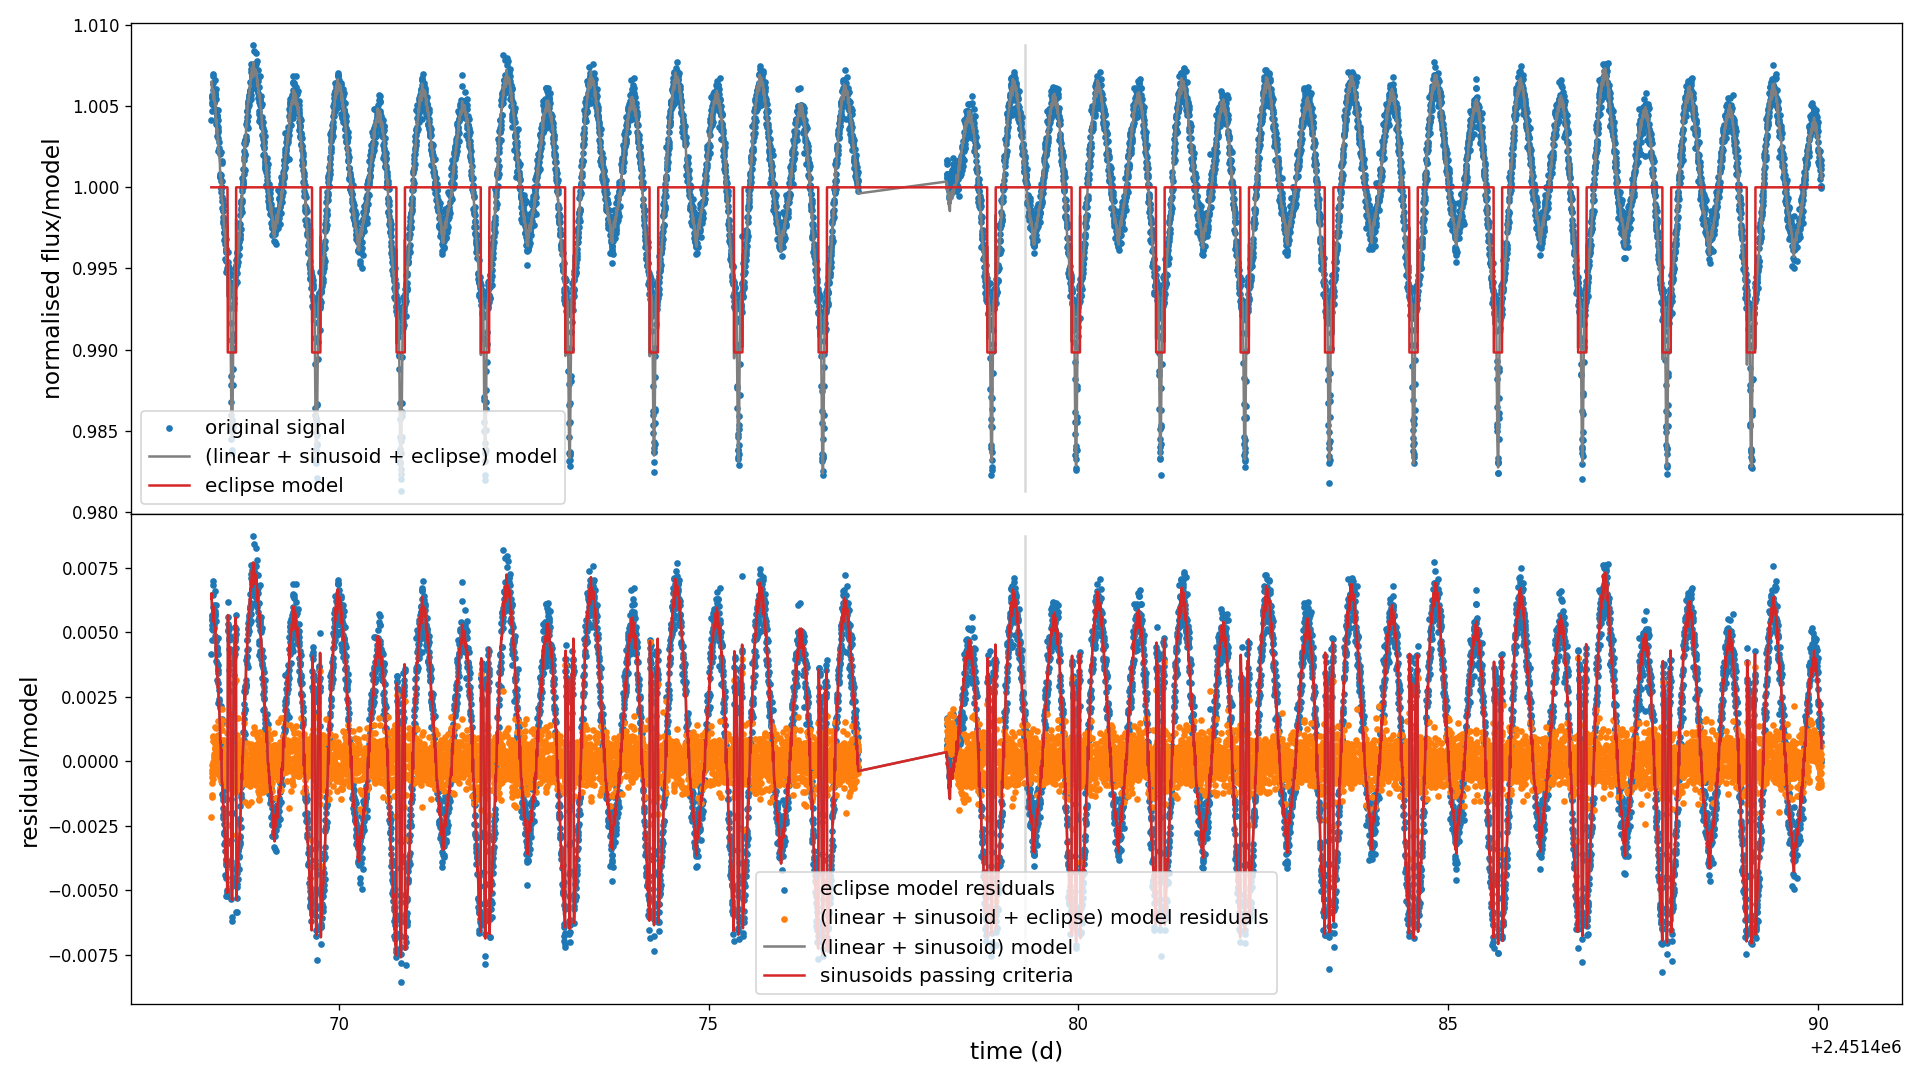 1.010
1.005
1.000
0.995
0.990
0.985
0.980
normalised flux/model
original signal
(linear + sinusoid + eclipse) model
eclipse model
0.0075
0.0050
0.0025
0.0000
−0.0025
−0.0050
−0.0075
residual/model
eclipse model residuals
(linear + sinusoid + eclipse) model residuals
(linear + sinusoid) model
sinusoids passing criteria
70 75 80 85 90
time (d)
+2.4514e6